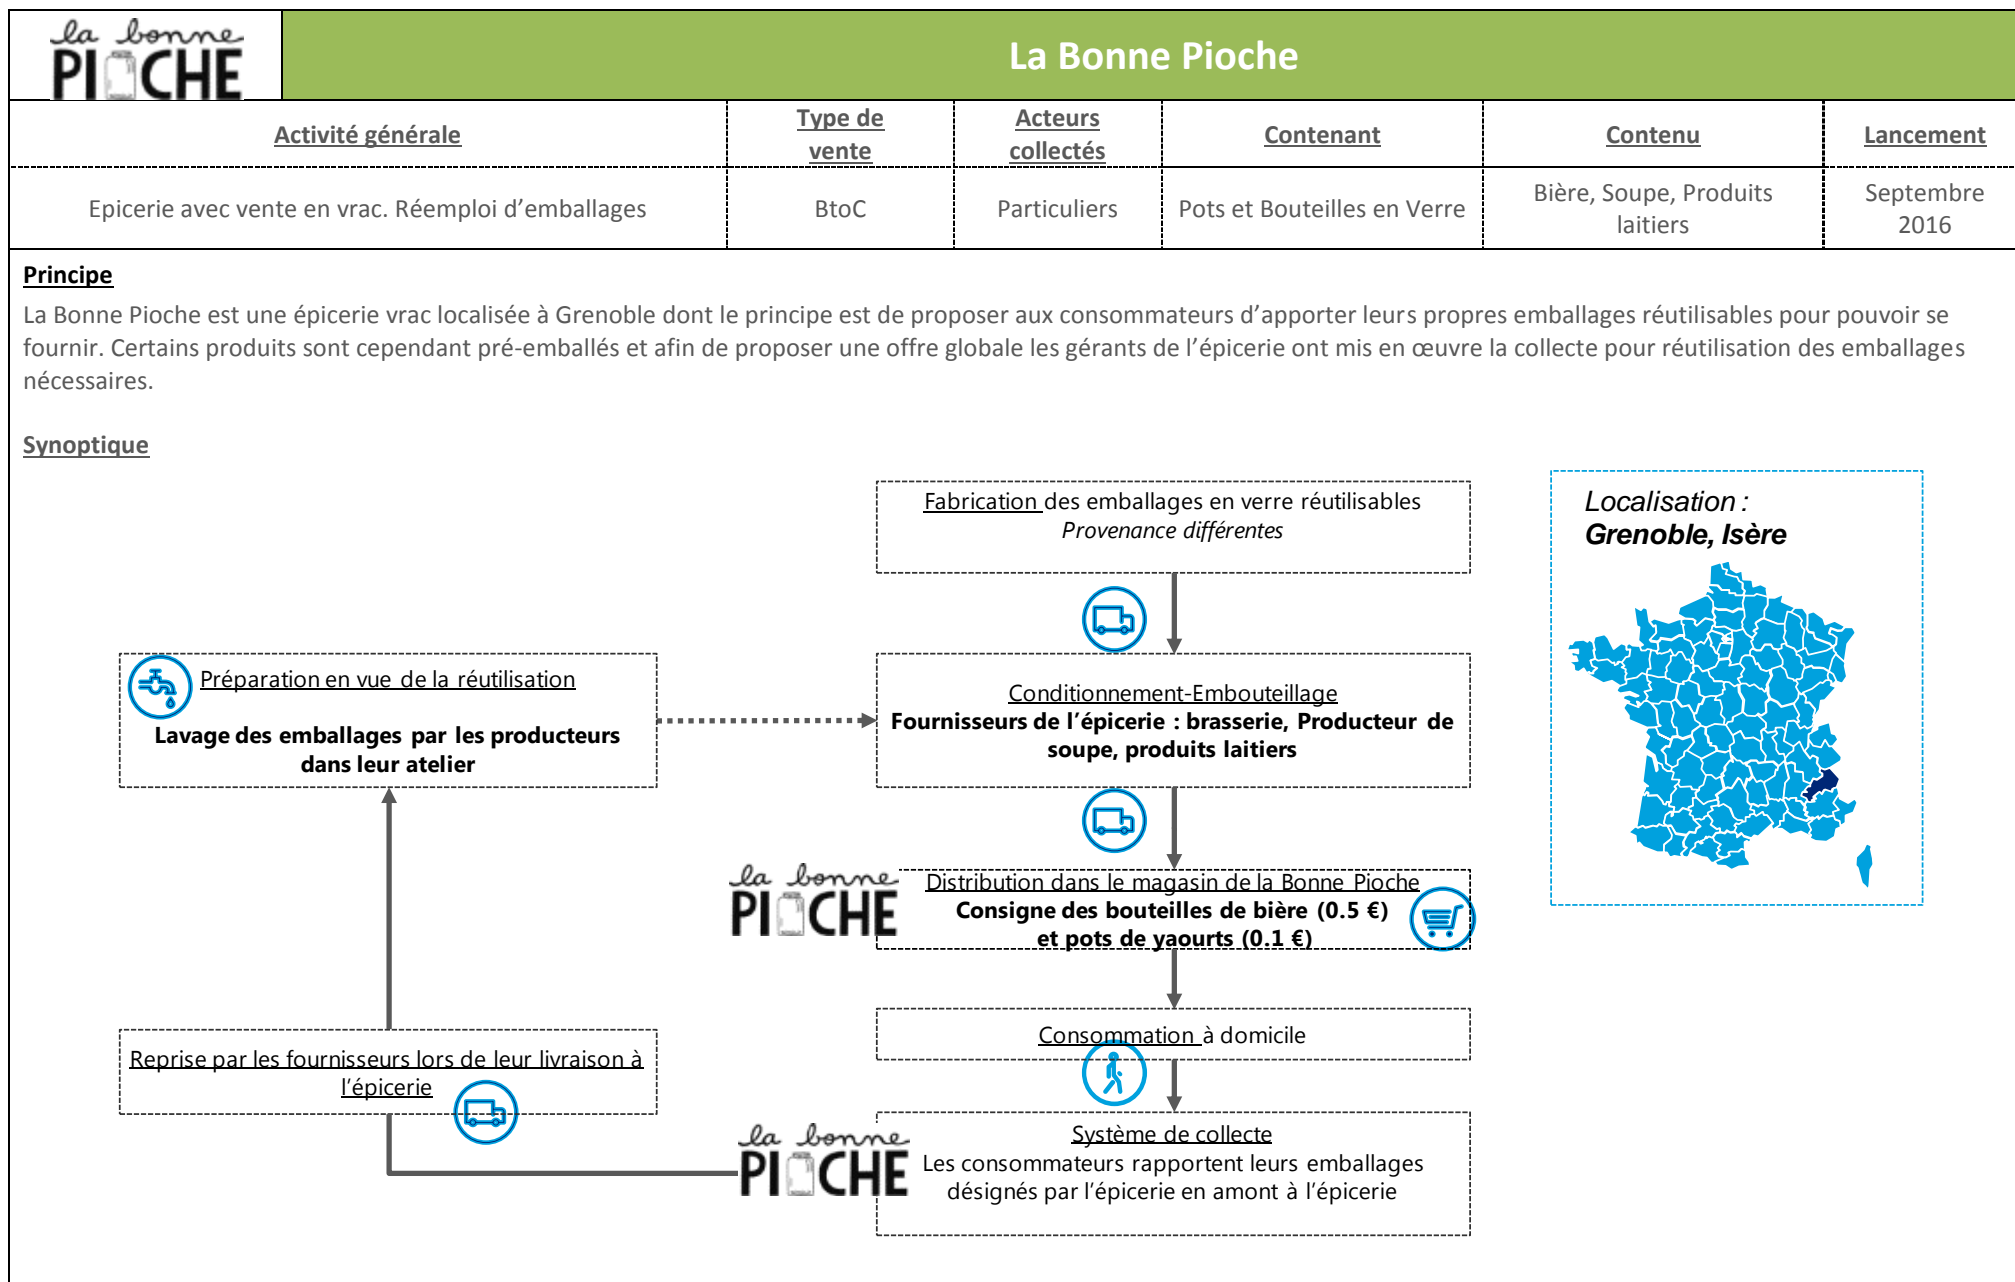 la bonne
PIOCHE
La Bonne Pioche
Activité générale
Type de
vente
Acteurs
collectés
Contenant
Contenu
Lancement
Epicerie avec vente en vrac. Réemploi d’emballages
BtoC
Particuliers
Pots et Bouteilles en Verre
Bière, Soupe, Produits
laitiers
Septembre
2016
Principe
La Bonne Pioche est une épicerie vrac localisée à Grenoble dont le principe est de proposer aux consommateurs d’apporter leurs propres emballages réutilisables pour pouvoir se
fournir. Certains produits sont cependant pré-emballés et afin de proposer une offre globale les gérants de l’épicerie ont mis en œuvre la collecte pour réutilisation des emballages
nécessaires.
Synoptique
Fabrication des emballages en verre réutilisables
Provenance différentes
Localisation :
Grenoble, Isère
Préparation en vue de la réutilisation
Lavage des emballages par les producteurs
dans leur atelier
Conditionnement-Embouteillage
Fournisseurs de l’épicerie : brasserie, Producteur de
soupe, produits laitiers
la bonne
PIOCHE
Distribution dans le magasin de la Bonne Pioche
Consigne des bouteilles de bière (0.5 €)
et pots de yaourts (0.1 €)
Consommation à domicile
Reprise par les fournisseurs lors de leur livraison à
l’épicerie
la bonne
PIOCHE
Système de collecte
Les consommateurs rapportent leurs emballages
désignés par l’épicerie en amont à l’épicerie